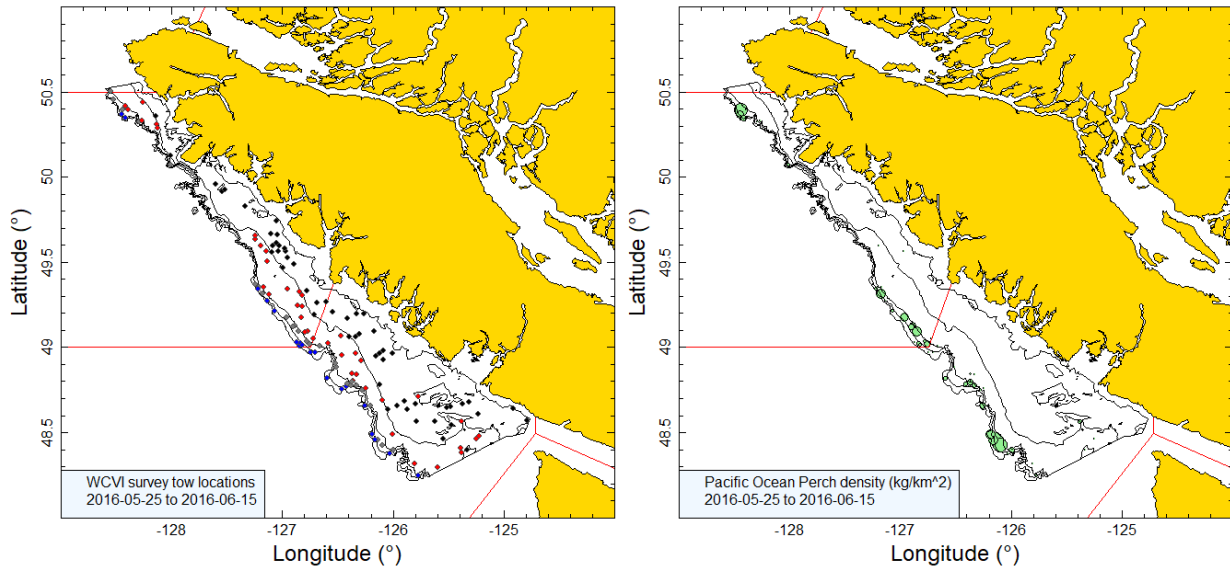 50.5
50
49.5
49
48.5
Latitude (°)
WCVI survey tow locations
2016-05-25 to 2016-06-15
-128
-127
-126
-125
Longitude (°)
50.5
50
49.5
49
48.5
Latitude (°)
Pacific Ocean Perch density (kg/km^2)
2016-05-25 to 2016-06-15
-128
-127
-126
-125
Longitude (°)